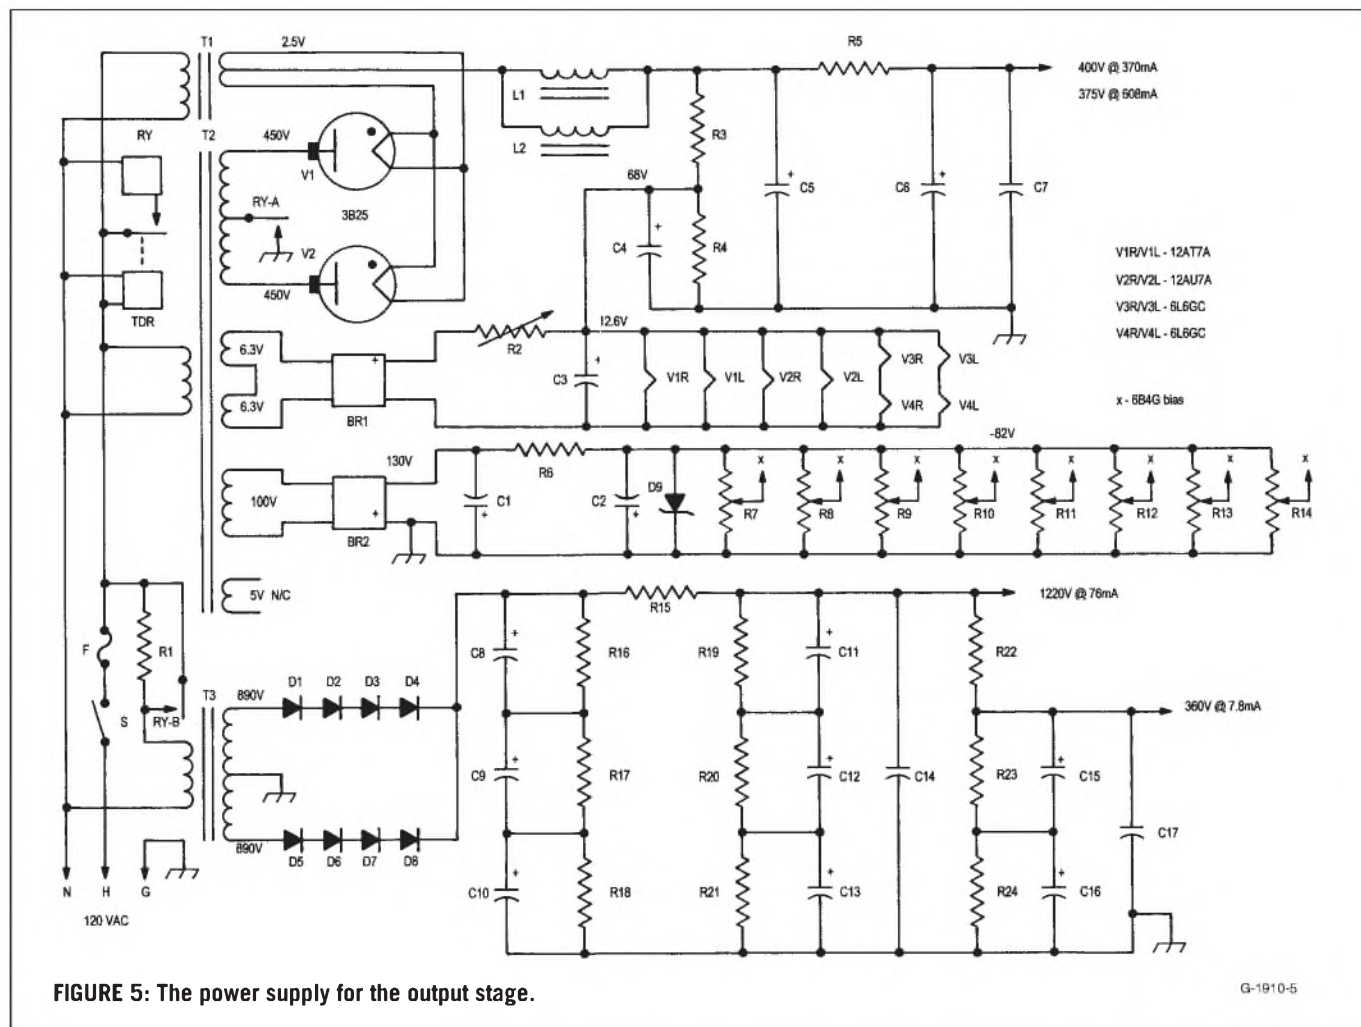 T1
2.5V
R5
400V @ 370mA
375V @ 608mA
L1
L2
RY
T2
450V
V1
R3
68V
C5
C6
C7
RY-A
3B25
C4
R4
V2
450V
TDR
V1R/V1L - 12AT7A
V2R/V2L - 12AU7A
V3R/V3L - 6L6GC
V4R/V4L - 6L6GC
12.6V
6.3V
R2
V3R
V3L
C3
V1R
V1L
V2R
V2L
6.3V
BR1
V4R
V4L
x - 6B4G bias
-82V
130V
R6
x
x
x
x
x
x
x
x
100V
C1
C2
D9
R7
R8
R9
R10
R11
R12
R13
R14
BR2
5V N/C
1220V @ 76mA
R15
F
R1
C8
R16
R19
C11
R22
S
RY-B
T3
890V
D1
D2
D3
D4
360V @ 7.8mA
C9
R17
R20
C12
C14
R23
C15
890V
D5
D6
D7
D8
C17
N
H
G
C10
R18
R21
C13
R24
C16
120 VAC
FIGURE 5: The power supply for the output stage.
G-1910-5